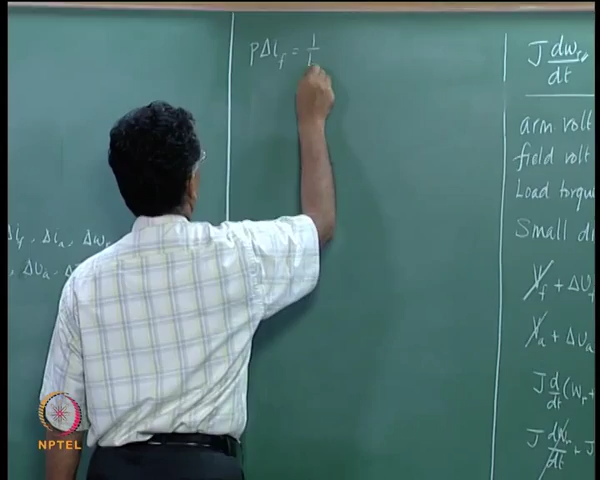 Δi_f, Δi_a, Δω_r
, Δv_a, Δ
pΔi_f = 1/L
J dω_r/dt
arm. volt
field volt
Load torqu
Small di
V_f + Δv_f
V_a + Δv_a
J d/dt (ω_r +
J dω_r/dt + J
NPTEL